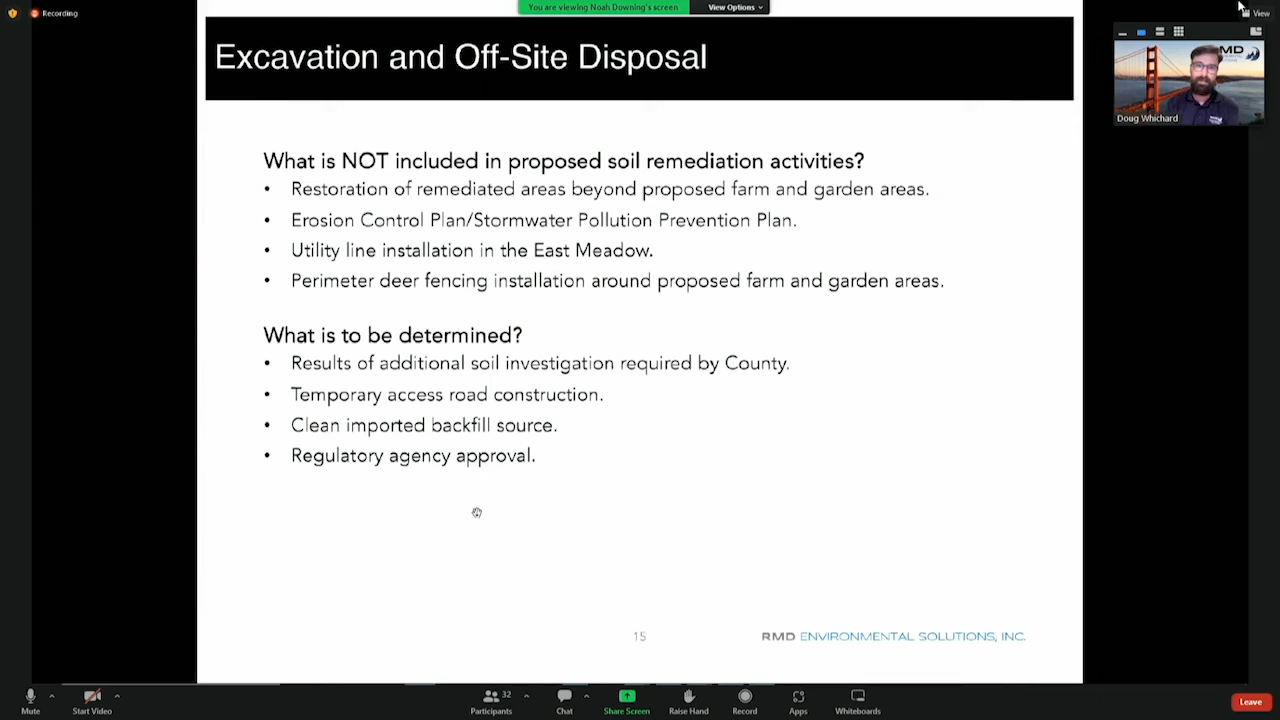 Recording
You are viewing Noah Downing's screen
View Options
View
Excavation and Off-Site Disposal
RMD
Doug Whichard
What is NOT included in proposed soil remediation activities?
• Restoration of remediated areas beyond proposed farm and garden areas.
• Erosion Control Plan/Stormwater Pollution Prevention Plan.
• Utility line installation in the East Meadow.
• Perimeter deer fencing installation around proposed farm and garden areas.
What is to be determined?
• Results of additional soil investigation required by County.
• Temporary access road construction.
• Clean imported backfill source.
• Regulatory agency approval.
15
RMD ENVIRONMENTAL SOLUTIONS, INC.
Mute
Start Video
32
Participants
Chat
Share Screen
Raise Hand
Record
Apps
Whiteboards
Leave